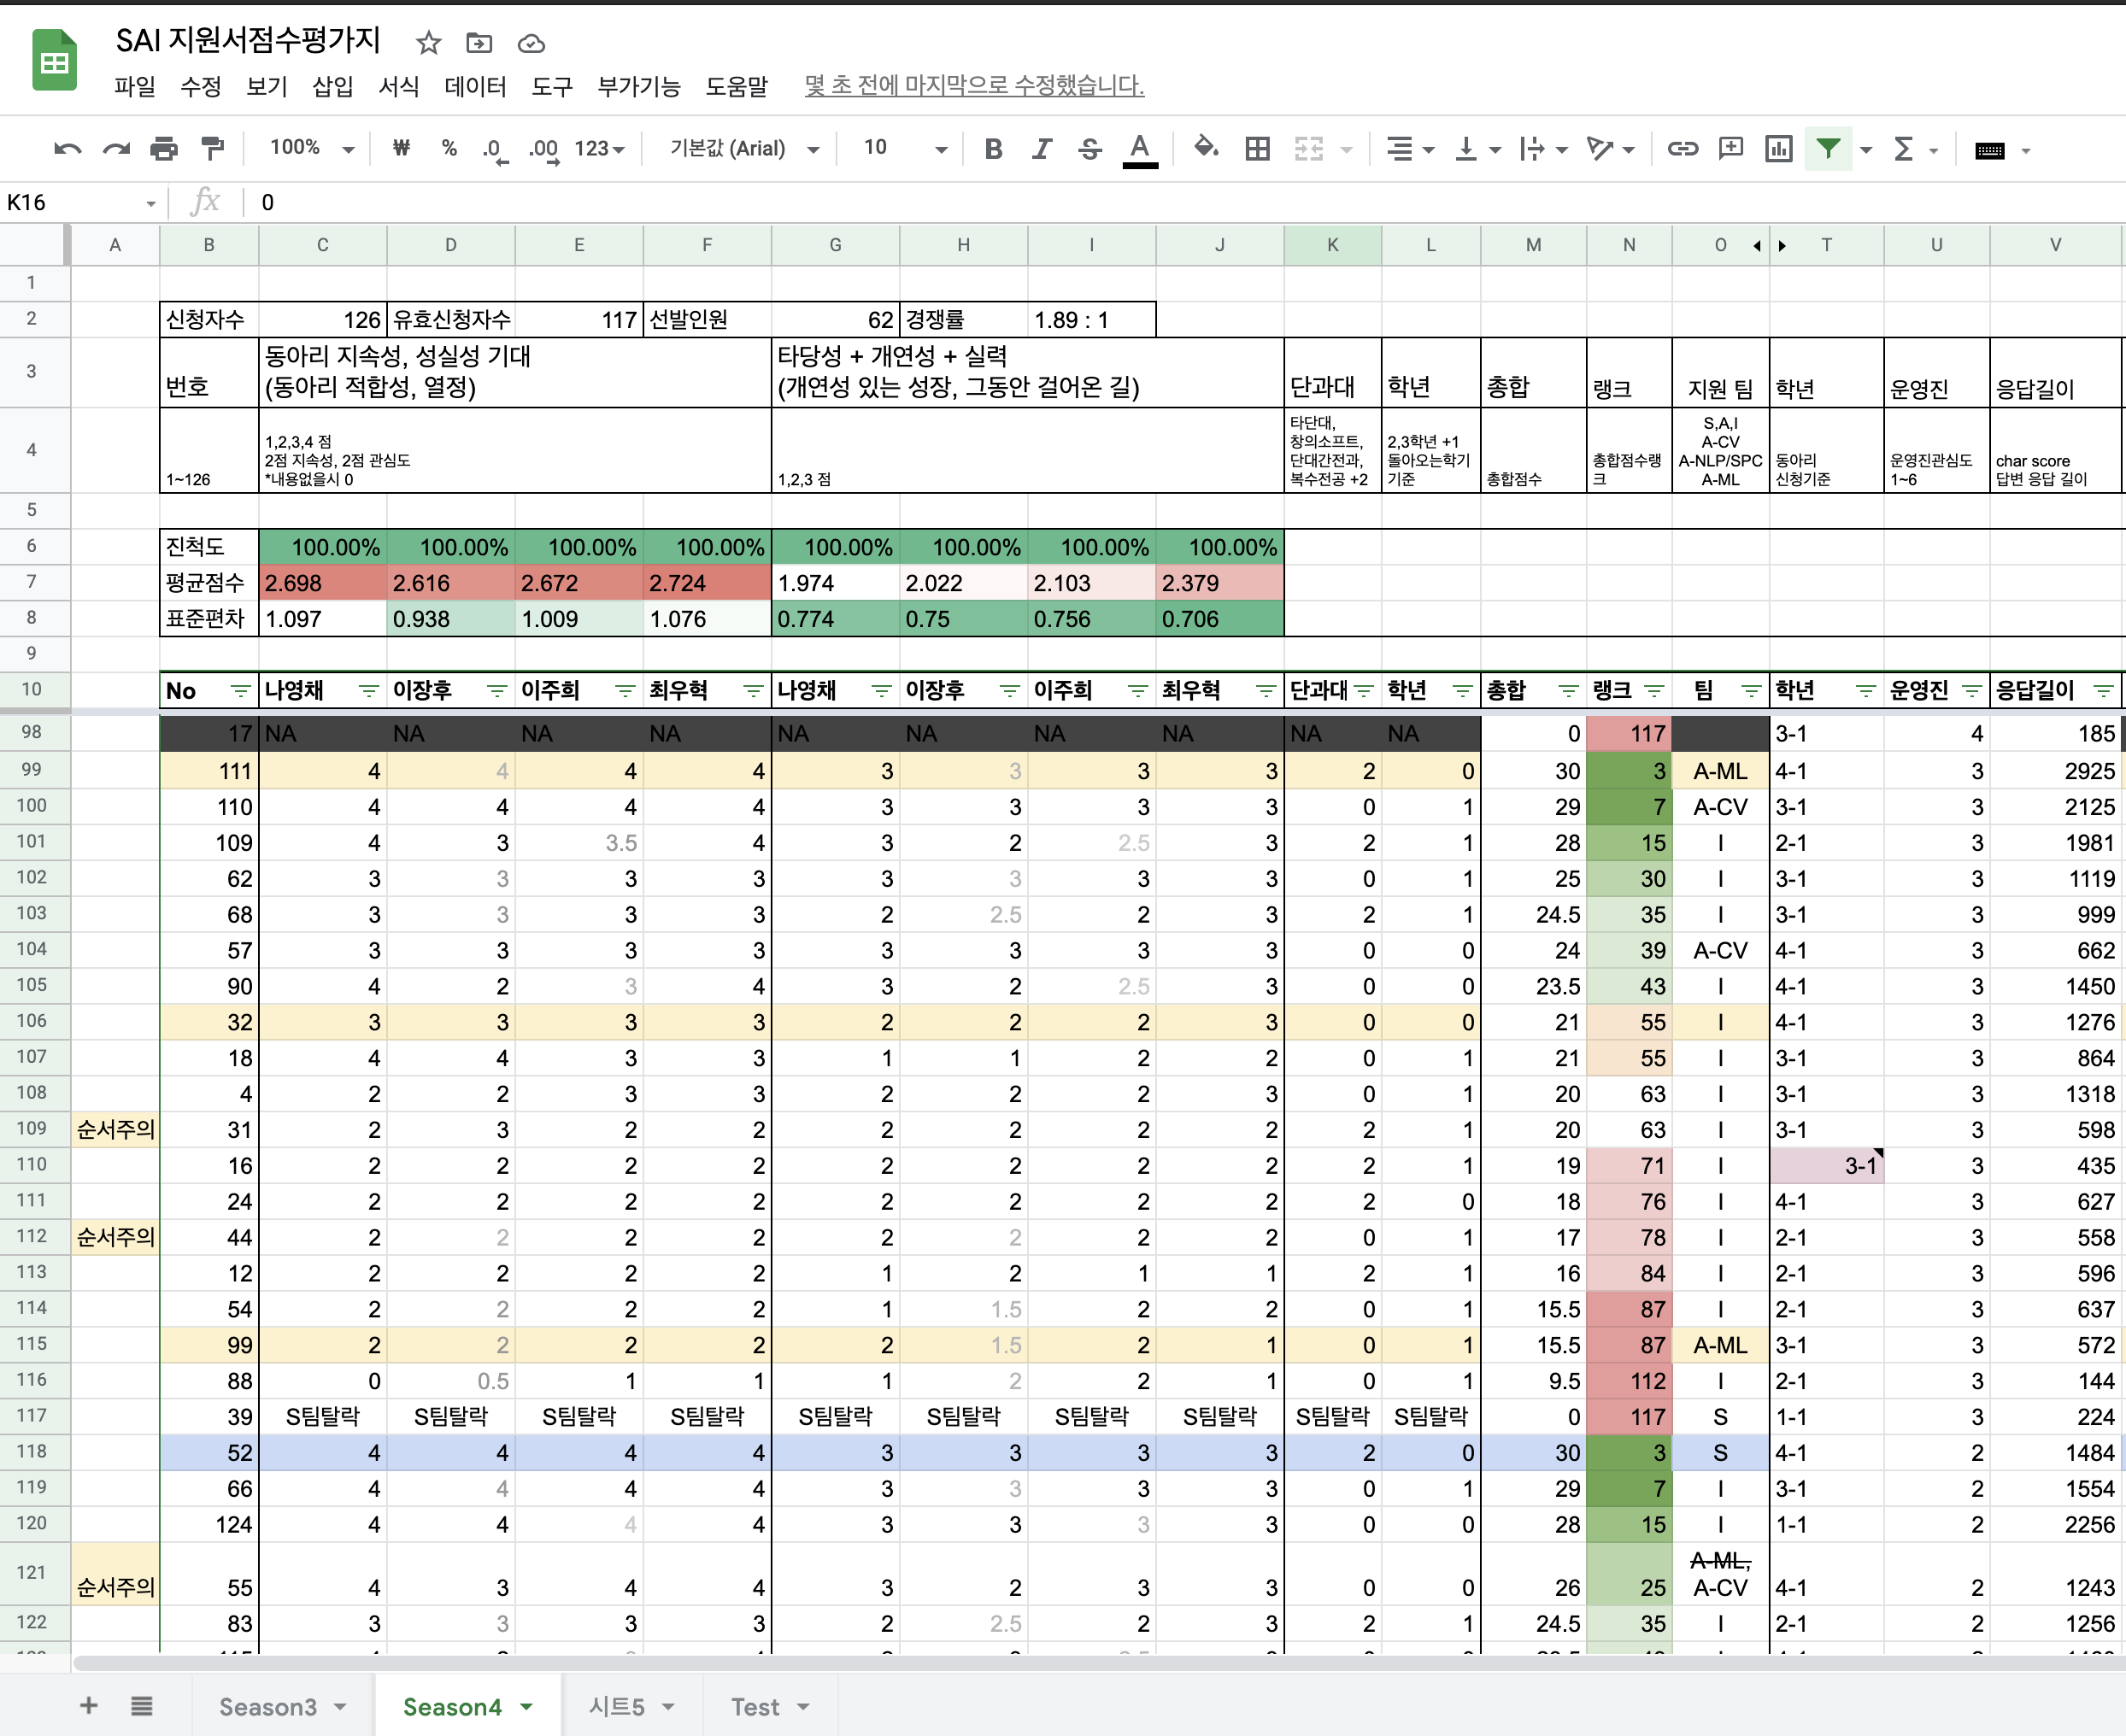 SAI 지원서점수평가지
파일 수정 보기 삽입 서식 데이터 도구 부가기능 도움말 몇 초 전에 마지막으로 수정했습니다.
100% ₩ % .0 .00 123 기본값 (Arial) 10 B I S A
K16 fx 0
A B C D E F G H I J K L M N O T U V
1
2 신청자수 126 유효신청자수 117 선발인원 62 경쟁률 1.89 : 1
3 번호 동아리 지속성, 성실성 기대 (동아리 적합성, 열정) 타당성 + 개연성 + 실력 (개연성 있는 성장, 그동안 걸어온 길) 단과대 학년 총합 랭크 지원 팀 학년 운영진 응답길이
4 1~126 1,2,3,4 점 2점 지속성, 2점 관심도 *내용없을시 0 1,2,3 점 타단대, 창의소프트, 단대간전과, 복수전공 +2 2,3학년 +1 돌아오는학기 기준 총합점수 총합점수랭크 S,A,I A-CV A-NLP/SPC A-ML 동아리 신청기준 운영진관심도 1~6 char score 답변 응답 길이
5
6 진척도 100.00% 100.00% 100.00% 100.00% 100.00% 100.00% 100.00% 100.00%
7 평균점수 2.698 2.616 2.672 2.724 1.974 2.022 2.103 2.379
8 표준편차 1.097 0.938 1.009 1.076 0.774 0.75 0.756 0.706
9
10 No 나영채 이장후 이주희 최우혁 나영채 이장후 이주희 최우혁 단과대 학년 총합 랭크 팀 학년 운영진 응답길이
98 17 NA NA NA NA NA NA NA NA NA NA 0 117 3-1 4 185
99 111 4 4 4 4 3 3 3 3 2 0 30 3 A-ML 4-1 3 2925
100 110 4 4 4 4 3 3 3 3 0 1 29 7 A-CV 3-1 3 2125
101 109 4 3 3.5 4 3 2 2.5 3 2 1 28 15 I 2-1 3 1981
102 62 3 3 3 3 3 3 3 3 0 1 25 30 I 3-1 3 1119
103 68 3 3 3 3 2 2.5 2 3 2 1 24.5 35 I 3-1 3 999
104 57 3 3 3 3 3 3 3 3 0 0 24 39 A-CV 4-1 3 662
105 90 4 2 3 4 3 2 2.5 3 0 0 23.5 43 I 4-1 3 1450
106 32 3 3 3 3 2 2 2 3 0 0 21 55 I 4-1 3 1276
107 18 4 4 3 3 1 1 2 2 0 1 21 55 I 3-1 3 864
108 4 2 2 3 3 2 2 2 3 0 1 20 63 I 3-1 3 1318
109 순서주의 31 2 3 2 2 2 2 2 2 2 1 20 63 I 3-1 3 598
110 16 2 2 2 2 2 2 2 2 2 1 19 71 I 3-1 3 435
111 24 2 2 2 2 2 2 2 2 2 0 18 76 I 4-1 3 627
112 순서주의 44 2 2 2 2 2 2 2 2 0 1 17 78 I 2-1 3 558
113 12 2 2 2 2 1 2 1 1 2 1 16 84 I 2-1 3 596
114 54 2 2 2 2 1 1.5 2 2 0 1 15.5 87 I 2-1 3 637
115 99 2 2 2 2 2 1.5 2 1 0 1 15.5 87 A-ML 3-1 3 572
116 88 0 0.5 1 1 1 2 2 1 0 1 9.5 112 I 2-1 3 144
117 39 S팀탈락 S팀탈락 S팀탈락 S팀탈락 S팀탈락 S팀탈락 S팀탈락 S팀탈락 S팀탈락 S팀탈락 0 117 S 1-1 3 224
118 52 4 4 4 4 3 3 3 3 2 0 30 3 S 4-1 2 1484
119 66 4 4 4 4 3 3 3 3 0 1 29 7 I 3-1 2 1554
120 124 4 4 4 4 3 3 3 3 0 0 28 15 I 1-1 2 2256
121 순서주의 55 4 3 4 4 3 2 3 3 0 0 26 25 A-ML, A-CV 4-1 2 1243
122 83 3 3 3 3 2 2.5 2 3 2 1 24.5 35 I 2-1 2 1256
Season3 Season4 시트5 Test